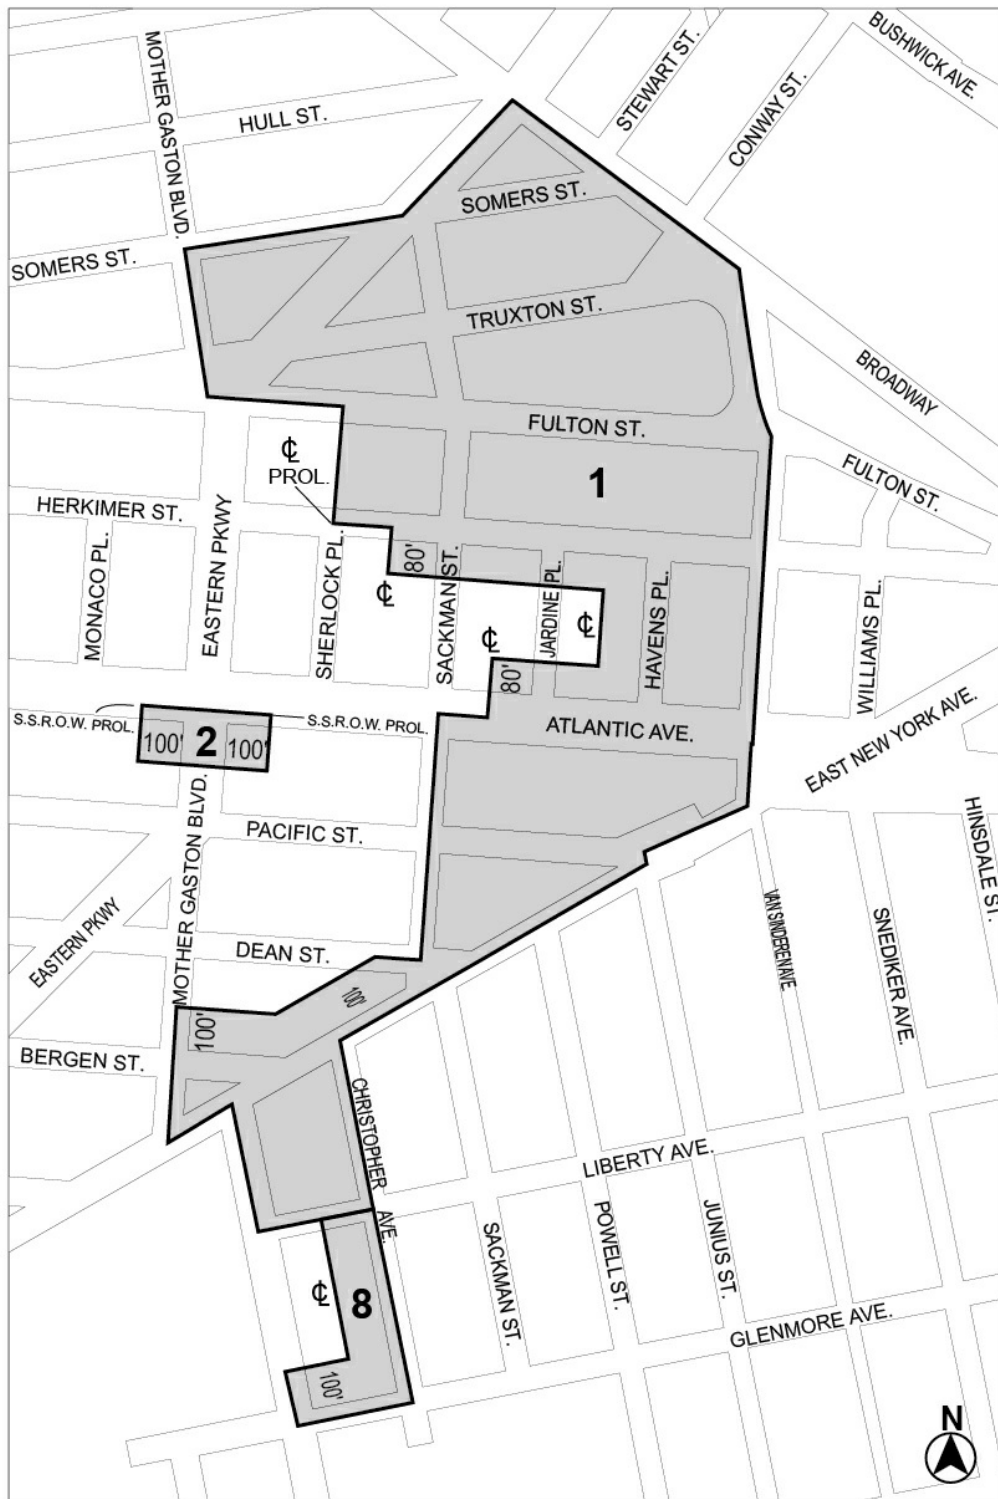 BUSHWICK AVE.
MOTHER GASTON BLVD.
STEWART ST.
CONWAY ST.
HULL ST.
SOMERS ST.
SOMERS ST.
TRUXTON ST.
BROADWAY
FULTON ST.
℄
PROL.
1
FULTON ST.
HERKIMER ST.
MONACO PL.
EASTERN PKWY
SHERLOCK PL.
80'
SACKMAN ST.
JARDINE PL.
HAVENS PL.
WILLIAMS PL.
℄
℄
℄
80'
S.S.R.O.W. PROL.
S.S.R.O.W. PROL.
100'
2
100'
ATLANTIC AVE.
EAST NEW YORK AVE.
MOTHER GASTON BLVD.
PACIFIC ST.
HINSDALE ST.
EASTERN PKWY
DEAN ST.
VAN SINDEREN AVE.
SNEDIKER AVE.
100'
100'
BERGEN ST.
CHRISTOPHER AVE.
LIBERTY AVE.
SACKMAN ST.
POWELL ST.
JUNIUS ST.
℄
8
GLENMORE AVE.
100'
N